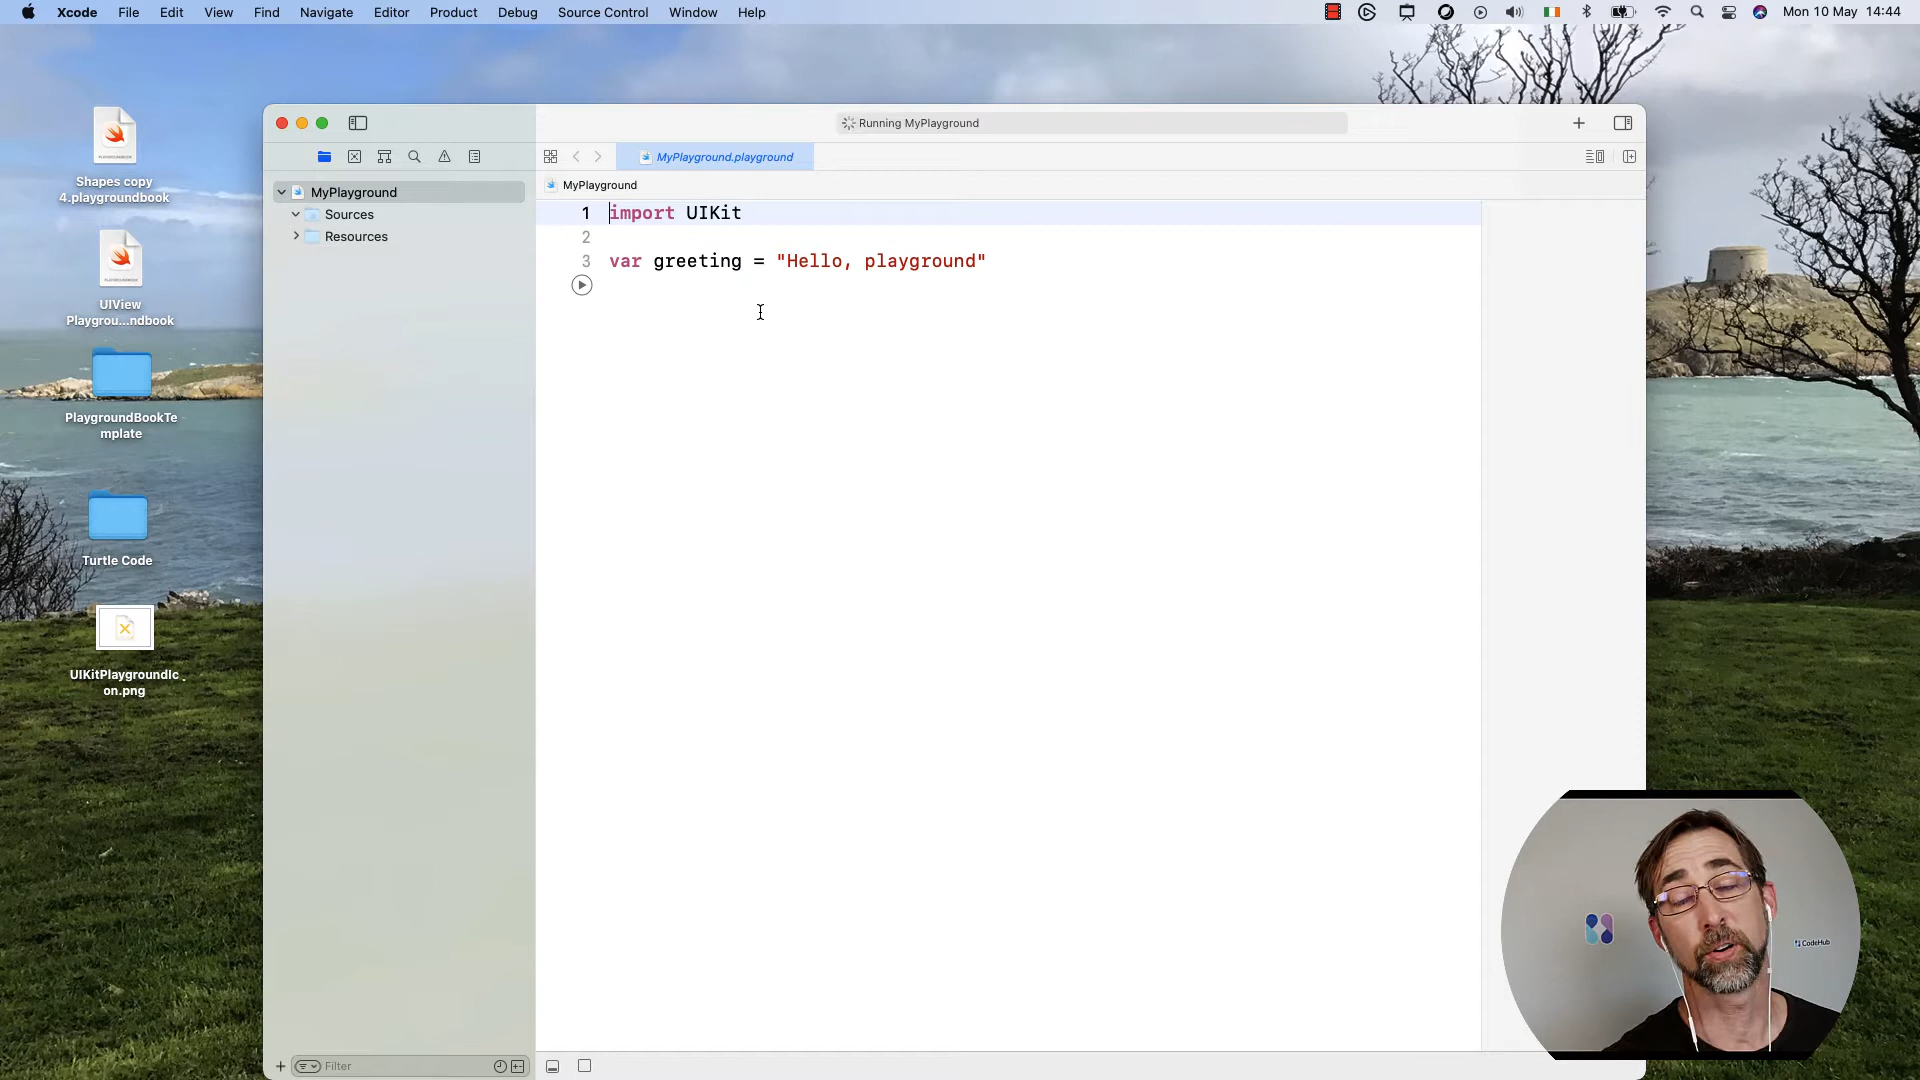 Xcode File Edit View Find Navigate Editor Product Debug Source Control Window Help
Mon 10 May 14:44
Shapes copy
4.playgroundbook
UIView
Playgrou...ndbook
PlaygroundBookTe
mplate
Turtle Code
UIKitPlaygroundIc
on.png
Running MyPlayground
MyPlayground.playground
MyPlayground
Sources
Resources
MyPlayground
1 import UIKit
2
3 var greeting = "Hello, playground"
Filter
CodeHub